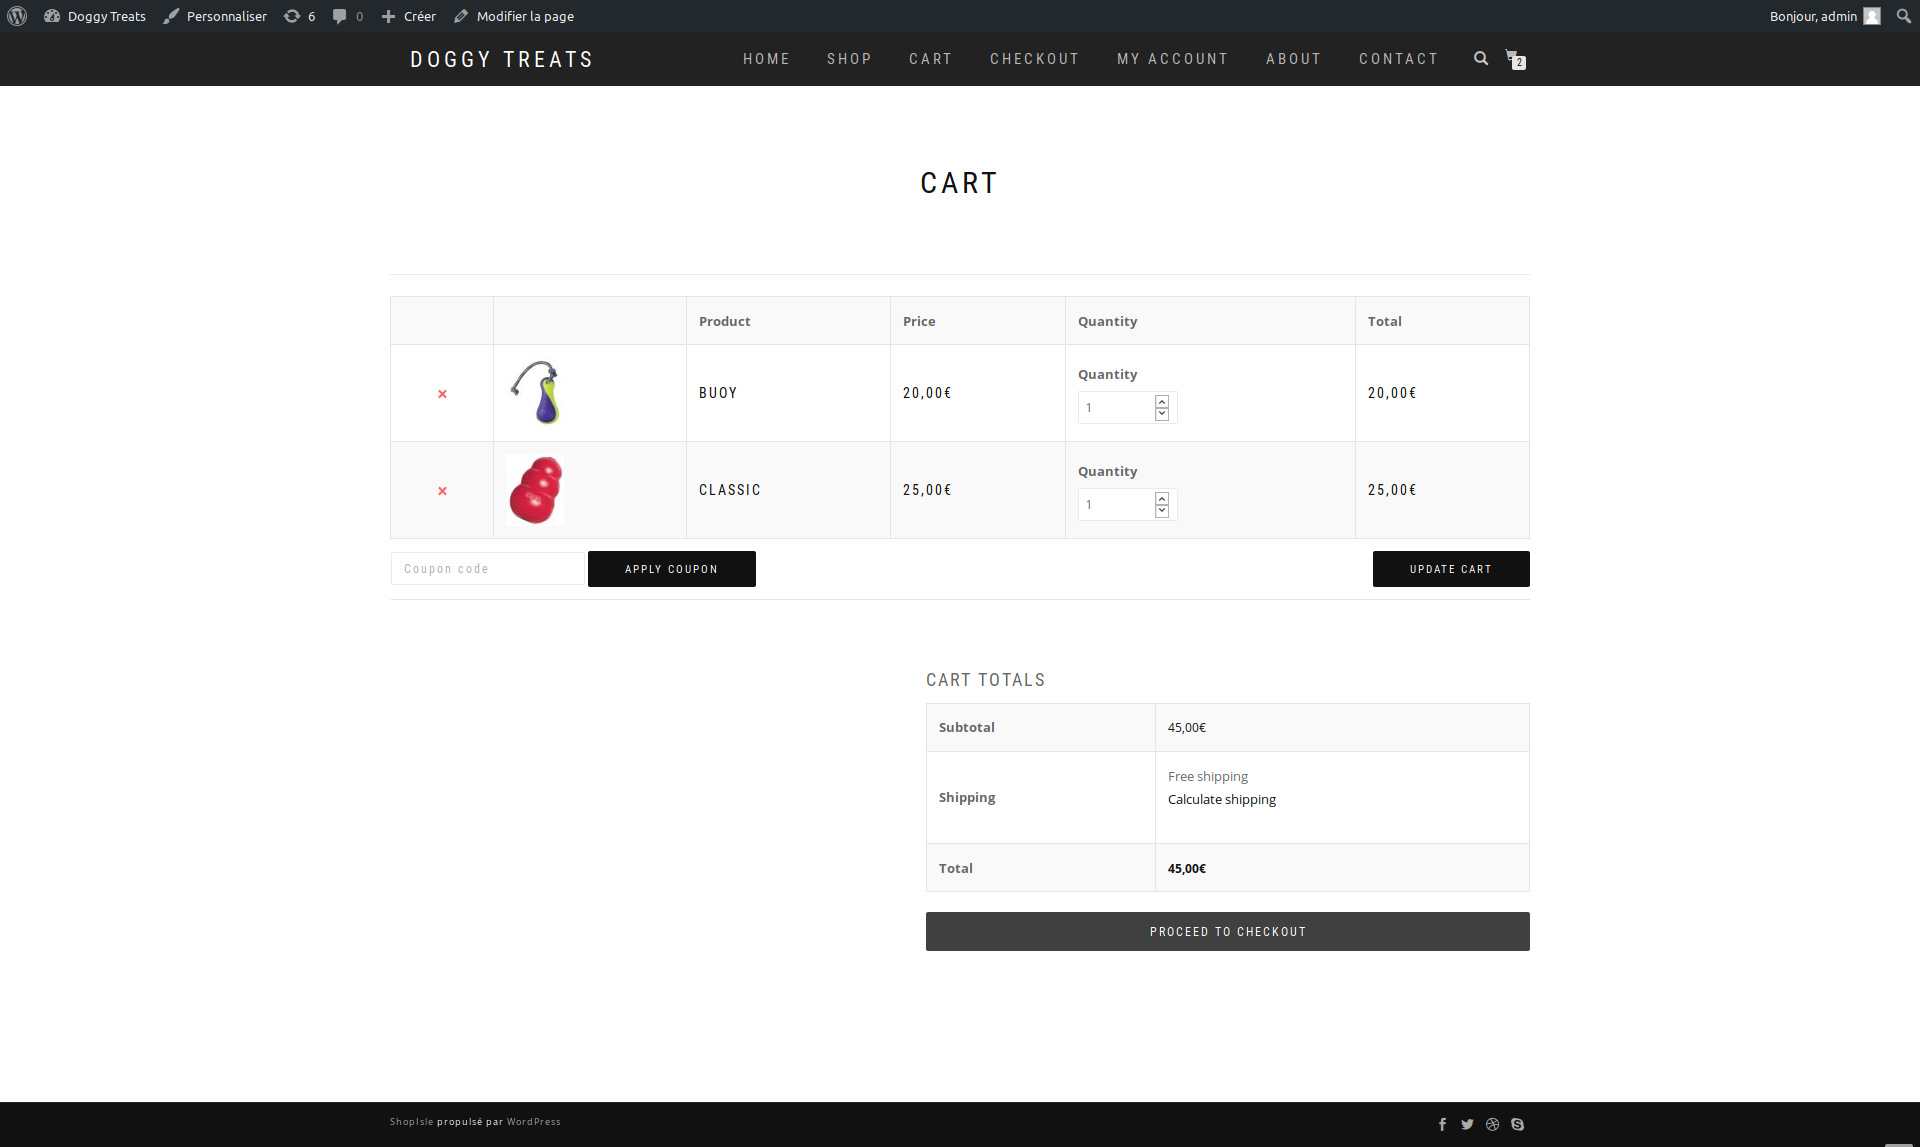 Doggy Treats Personnaliser 6 0 Créer Modifier la page Bonjour, admin
DOGGY TREATS HOME SHOP CART CHECKOUT MY ACCOUNT ABOUT CONTACT 2
CART
Product Price Quantity Total
Quantity
× BUOY 20,00€ 1 20,00€
Quantity
× CLASSIC 25,00€ 1 25,00€
Coupon code APPLY COUPON UPDATE CART
CART TOTALS
Subtotal 45,00€
Shipping Free shipping
Calculate shipping
Total 45,00€
PROCEED TO CHECKOUT
ShopIsle propulsé par WordPress